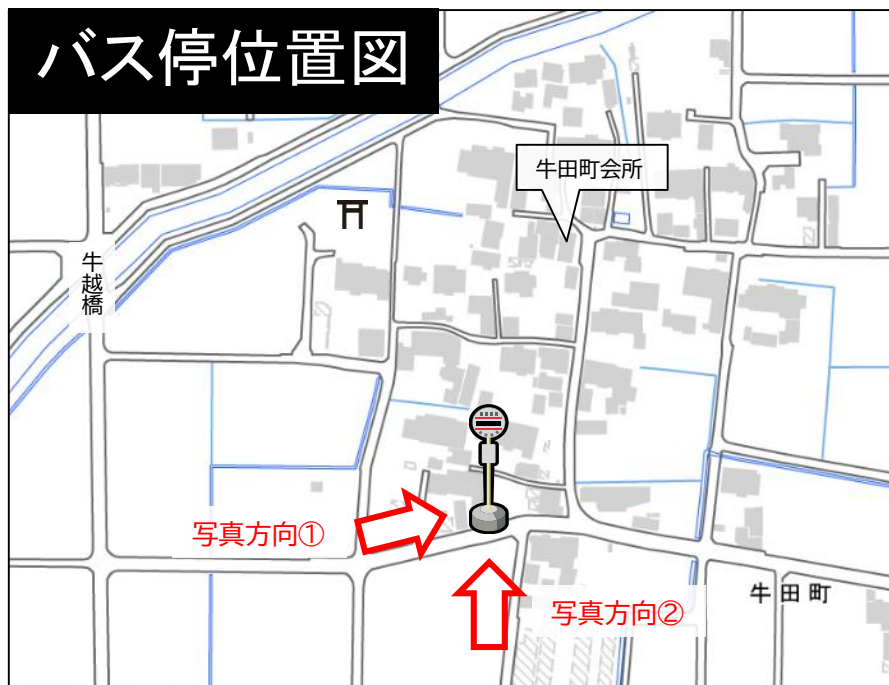 バス停位置図
牛田町会所
牛越橋
写真方向①
写真方向②
牛田町